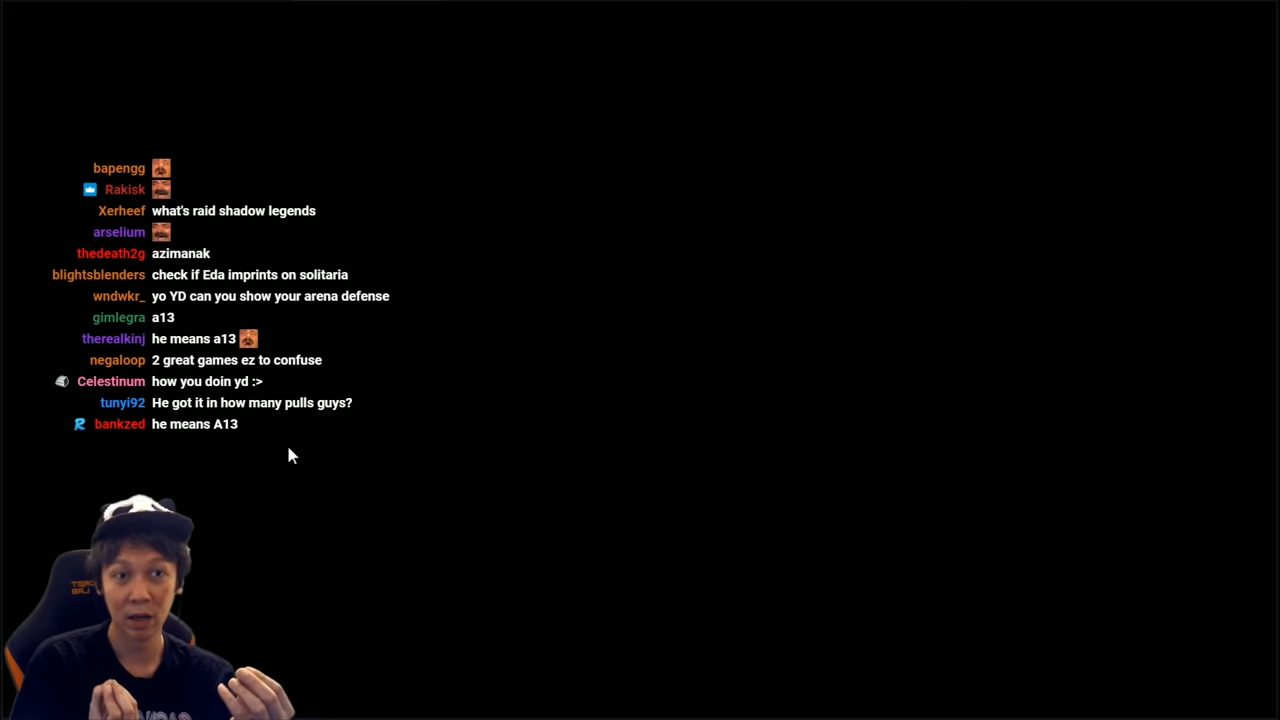 bapengg
Rakisk
Xerheef what's raid shadow legends
arselium
thedeath2g azimanak
blightsblenders check if Eda imprints on solitaria
wndwkr_ yo YD can you show your arena defense
gimlegra a13
therealkinj he means a13
negaloop 2 great games ez to confuse
Celestinum how you doin yd :>
tunyi92 He got it in how many pulls guys?
bankzed he means A13